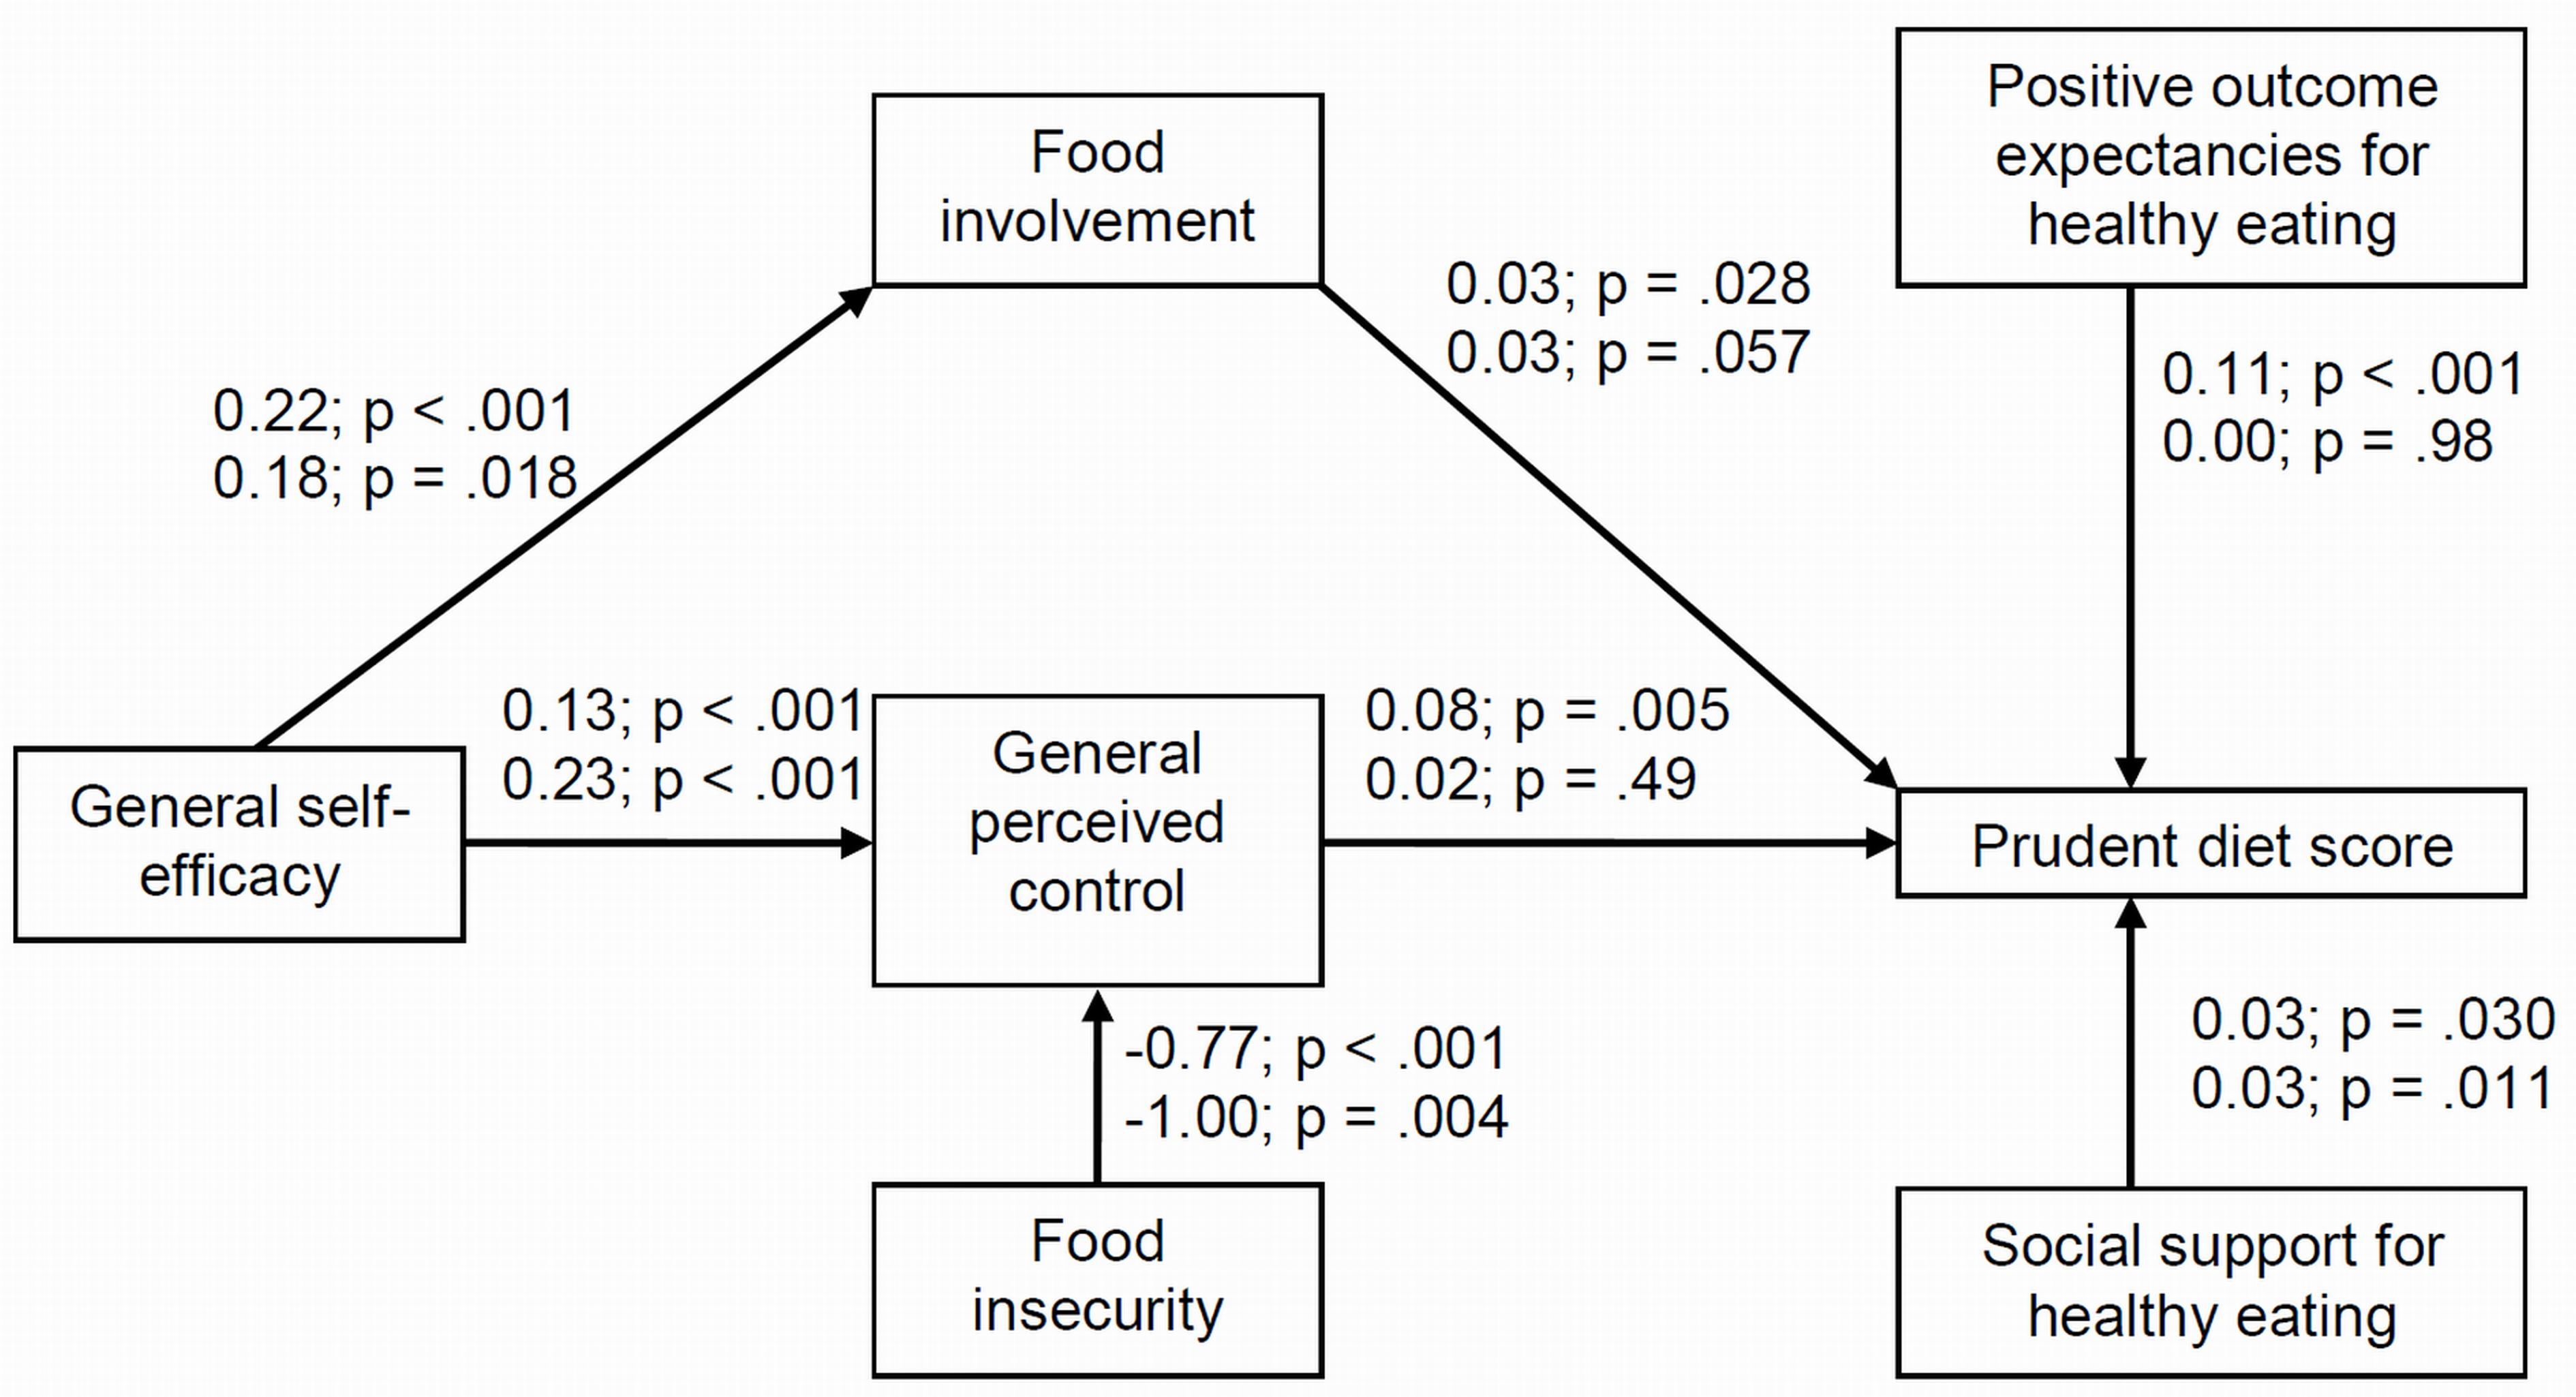 Positive outcome
expectancies for
healthy eating
Food
involvement
0.03; p = .028
0.03; p = .057
0.11; p < .001
0.00; p = .98
0.22; p < .001
0.18; p = .018
0.13; p < .001
0.23; p < .001
General
perceived
control
0.08; p = .005
0.02; p = .49
General self-
efficacy
Prudent diet score
-0.77; p < .001
-1.00; p = .004
0.03; p = .030
0.03; p = .011
Food
insecurity
Social support for
healthy eating